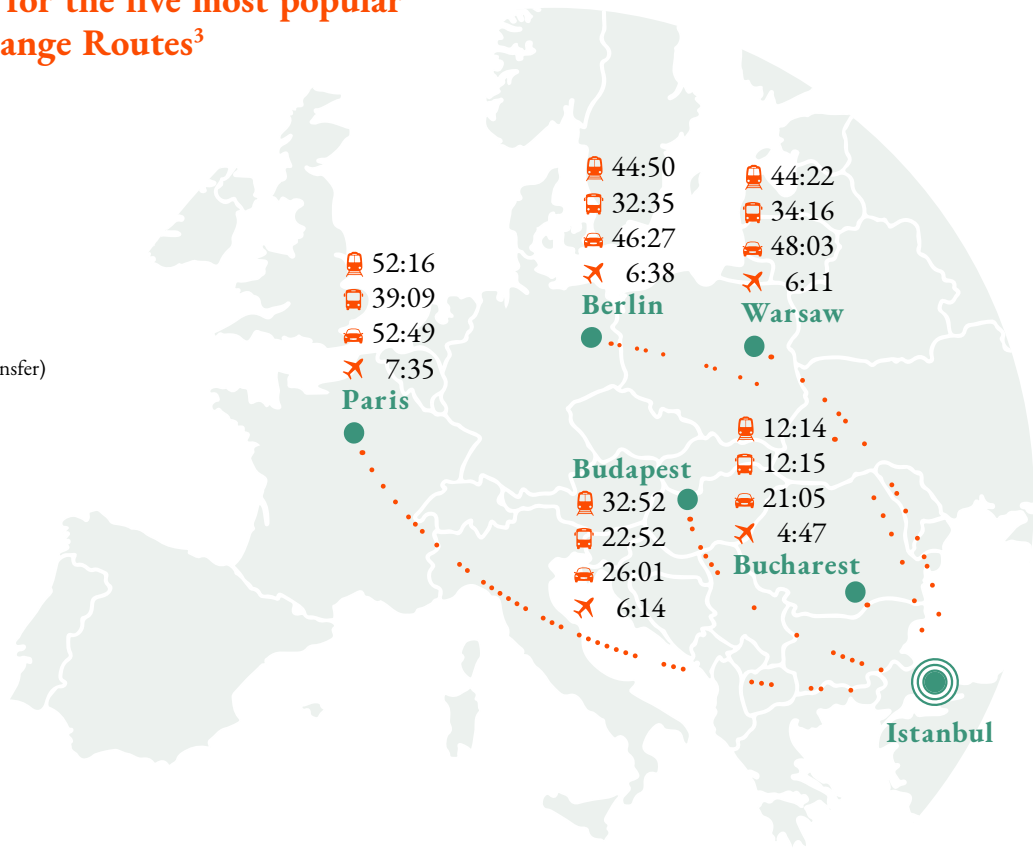 for the five most popular
ange Routes³
44:50
32:35
46:27
6:38
Berlin
44:22
34:16
48:03
6:11
Warsaw
52:16
39:09
52:49
7:35
Paris
nsfer)
12:14
12:15
21:05
4:47
Bucharest
Budapest
32:52
22:52
26:01
6:14
Istanbul